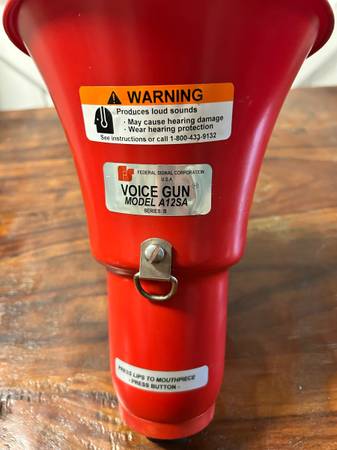 WARNING
Produces loud sounds
- May cause hearing damage
- Wear hearing protection
See instructions or call 1-800-433-9132
FEDERAL SIGNAL CORPORATION
U.S.A.
VOICE GUN
MODEL A12SA
SERIES: B
PRESS LIPS TO MOUTHPIECE
- PRESS BUTTON -